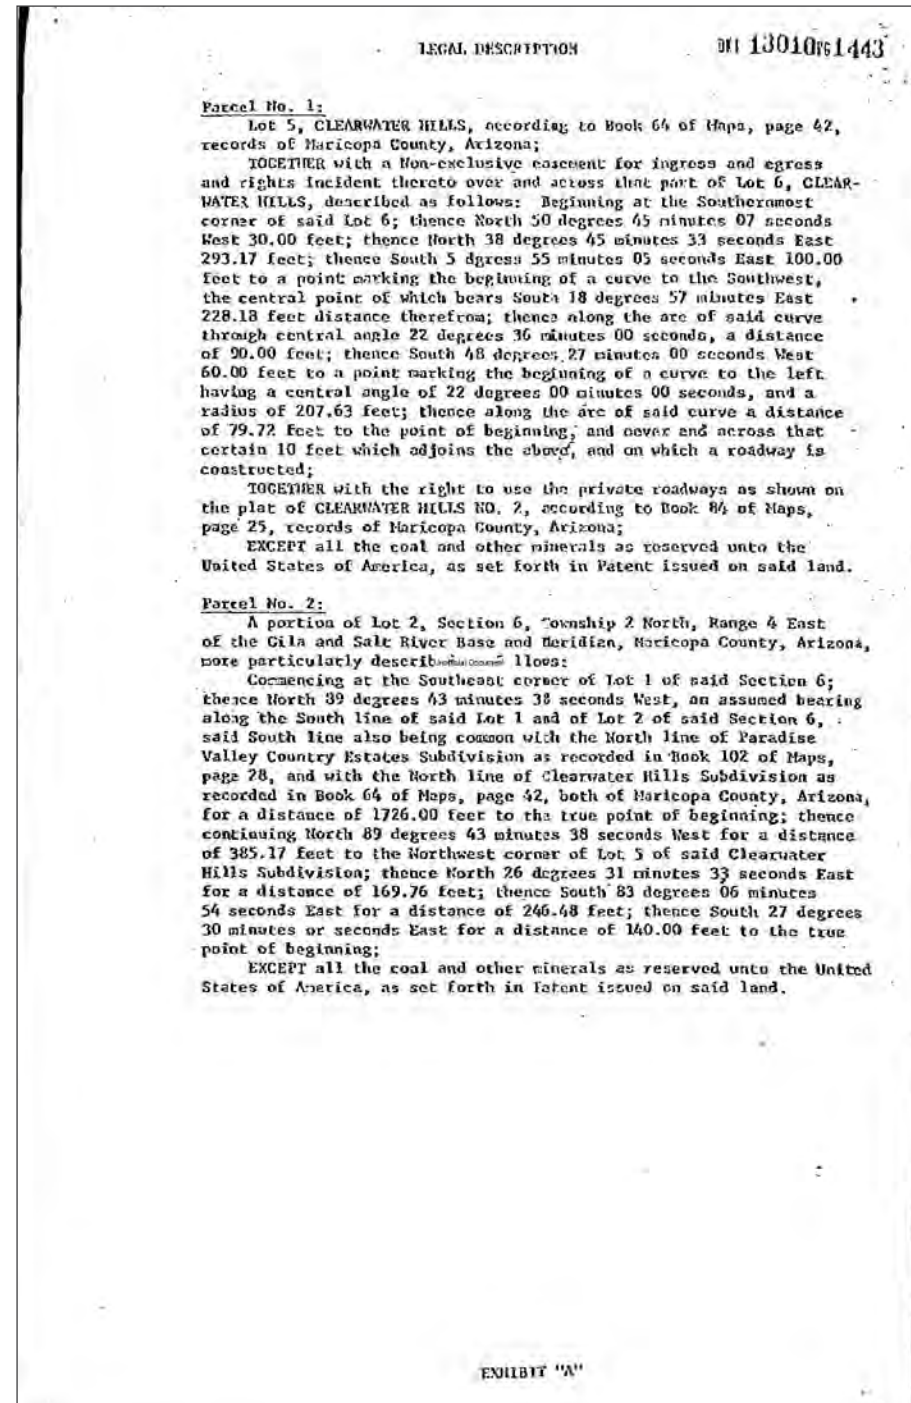 LEGAL DESCRIPTION
DKT 13010PG1443
Parcel No. 1:
Lot 5, CLEARWATER HILLS, according to Book 64 of Maps, page 42,
records of Maricopa County, Arizona;
TOGETHER with a Non-exclusive easement for ingress and egress
and rights incident thereto over and across that part of Lot 6, CLEAR-
WATER HILLS, described as follows: Beginning at the Southernmost
corner of said Lot 6; thence North 50 degrees 45 minutes 07 seconds
West 30.00 feet; thence North 38 degrees 45 minutes 33 seconds East
293.17 feet; thence South 5 dgress 55 minutes 05 seconds East 100.00
feet to a point marking the beginning of a curve to the Southwest,
the central point of which bears South 18 degrees 57 minutes East
228.18 feet distance therefrom; thence along the arc of said curve
through central angle 22 degrees 36 minutes 00 seconds, a distance
of 90.00 feet; thence South 48 degrees 27 minutes 00 seconds West
60.00 feet to a point marking the beginning of a curve to the left
having a central angle of 22 degrees 00 minutes 00 seconds, and a
radius of 207.63 feet; thence along the arc of said curve a distance
of 79.72 feet to the point of beginning, and over and across that
certain 10 feet which adjoins the above, and on which a roadway is
constructed;
TOGETHER with the right to use the private roadways as shown on
the plat of CLEARWATER HILLS NO. 2, according to Book 84 of Maps,
page 25, records of Maricopa County, Arizona;
EXCEPT all the coal and other minerals as reserved unto the
United States of America, as set forth in Patent issued on said land.
Parcel No. 2:
A portion of Lot 2, Section 6, Township 2 North, Range 4 East
of the Gila and Salt River Base and Meridian, Maricopa County, Arizona,
more particularly describ Unofficial Document llows:
Commencing at the Southeast corner of Lot 1 of said Section 6;
thence North 89 degrees 43 minutes 38 seconds West, an assumed bearing
along the South line of said Lot 1 and of Lot 2 of said Section 6,
said South line also being common with the North line of Paradise
Valley Country Estates Subdivision as recorded in Book 102 of Maps,
page 28, and with the North line of Clearwater Hills Subdivision as
recorded in Book 64 of Maps, page 42, both of Maricopa County, Arizona,
for a distance of 1726.00 feet to the true point of beginning; thence
continuing North 89 degrees 43 minutes 38 seconds West for a distance
of 385.17 feet to the Northwest corner of Lot 5 of said Clearwater
Hills Subdivision; thence North 26 degrees 31 minutes 33 seconds East
for a distance of 169.76 feet; thence South 83 degrees 06 minutes
54 seconds East for a distance of 246.48 feet; thence South 27 degrees
30 minutes or seconds East for a distance of 140.00 feet to the true
point of beginning;
EXCEPT all the coal and other minerals as reserved unto the United
States of America, as set forth in Patent issued on said land.
EXHIBIT "A"